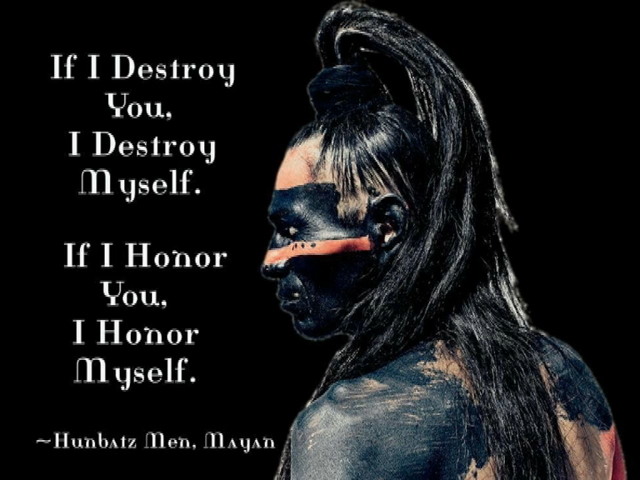 If I Destroy
You,
I Destroy
Myself.
If I Honor
You,
I Honor
Myself.
~Hunbatz Men, Mayan